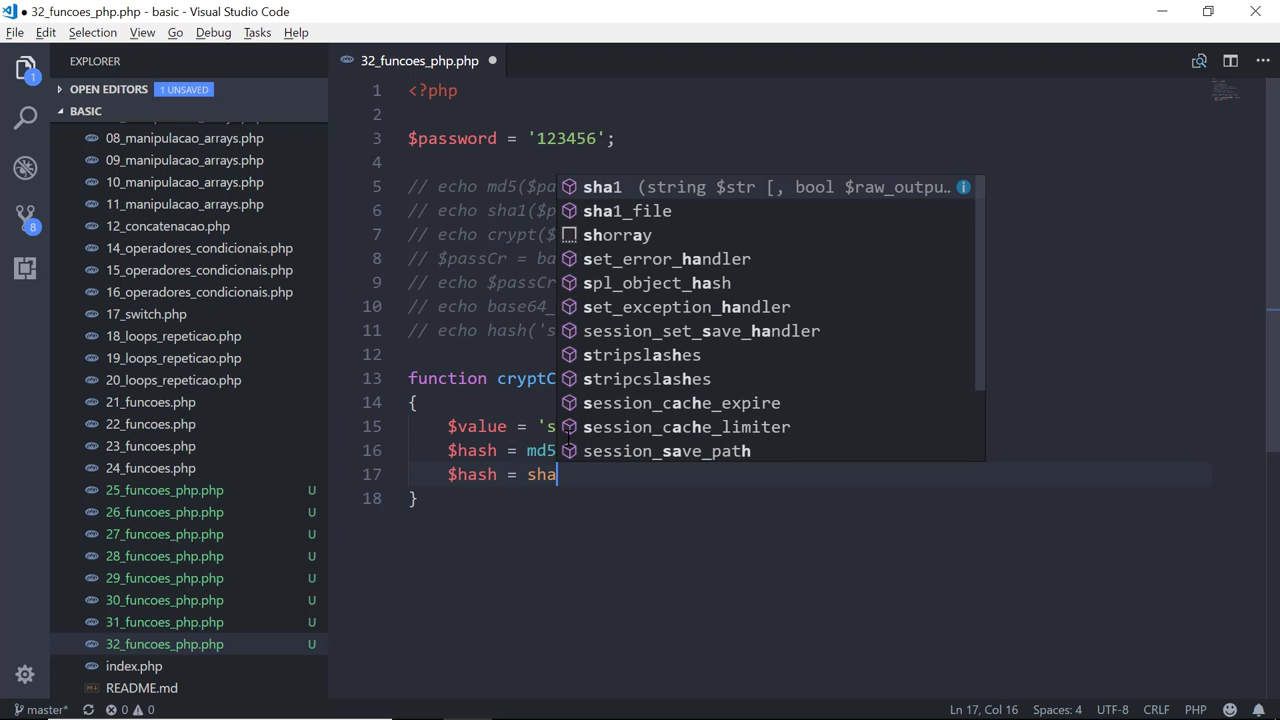 32_funcoes_php.php - basic - Visual Studio Code
File Edit Selection View Go Debug Tasks Help
EXPLORER
32_funcoes_php.php
1
OPEN EDITORS 1 UNSAVED
BASIC
08_manipulacao_arrays.php
09_manipulacao_arrays.php
10_manipulacao_arrays.php
11_manipulacao_arrays.php
12_concatenacao.php
14_operadores_condicionais.php
15_operadores_condicionais.php
16_operadores_condicionais.php
17_switch.php
18_loops_repeticao.php
19_loops_repeticao.php
20_loops_repeticao.php
21_funcoes.php
22_funcoes.php
23_funcoes.php
24_funcoes.php
25_funcoes_php.php U
26_funcoes_php.php U
27_funcoes_php.php U
28_funcoes_php.php U
29_funcoes_php.php U
30_funcoes_php.php U
31_funcoes_php.php U
32_funcoes_php.php U
index.php
README.md
8
1 <?php
2
3 $password = '123456';
4
5 // echo md5($pa
6 // echo sha1($p
7 // echo crypt($
8 // $passCr = ba
9 // echo $passCr
10 // echo base64_
11 // echo hash('s
12
13 function cryptC
14 {
15 $value = 's
16 $hash = md5
17 $hash = sha
18 }
sha1 (string $str [, bool $raw_outpu…
sha1_file
shorray
set_error_handler
spl_object_hash
set_exception_handler
session_set_save_handler
stripslashes
stripcslashes
session_cache_expire
session_cache_limiter
session_save_path
master* 0 0
Ln 17, Col 16 Spaces: 4 UTF-8 CRLF PHP